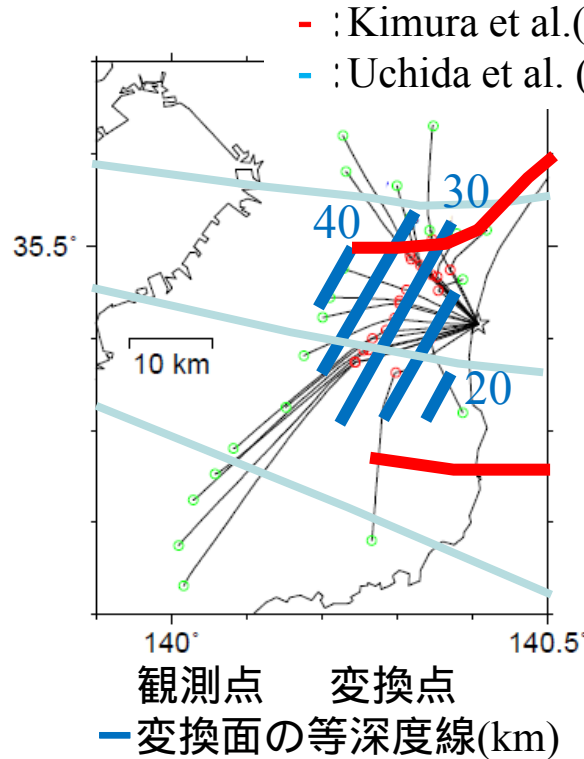 :Kimura et al.(
:Uchida et al. (
30
40
35.5°
10 km
20
140°
140.5°
観測点 変換点
変換面の等深度線(km)